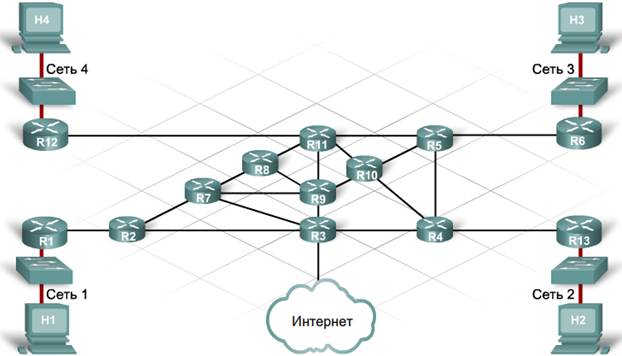 H4
H3
Сеть 4
Сеть 3
R12
R11
R5
R6
R8
R10
R7
R9
R1
R2
R3
R4
R13
Сеть 1
Сеть 2
Интернет
H1
H2